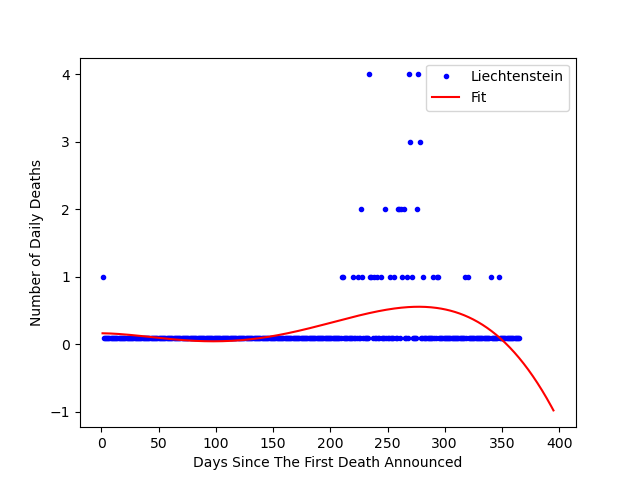 Liechtenstein
Fit
4
3
2
1
0
−1
Number of Daily Deaths
0 50 100 150 200 250 300 350 400
Days Since The First Death Announced